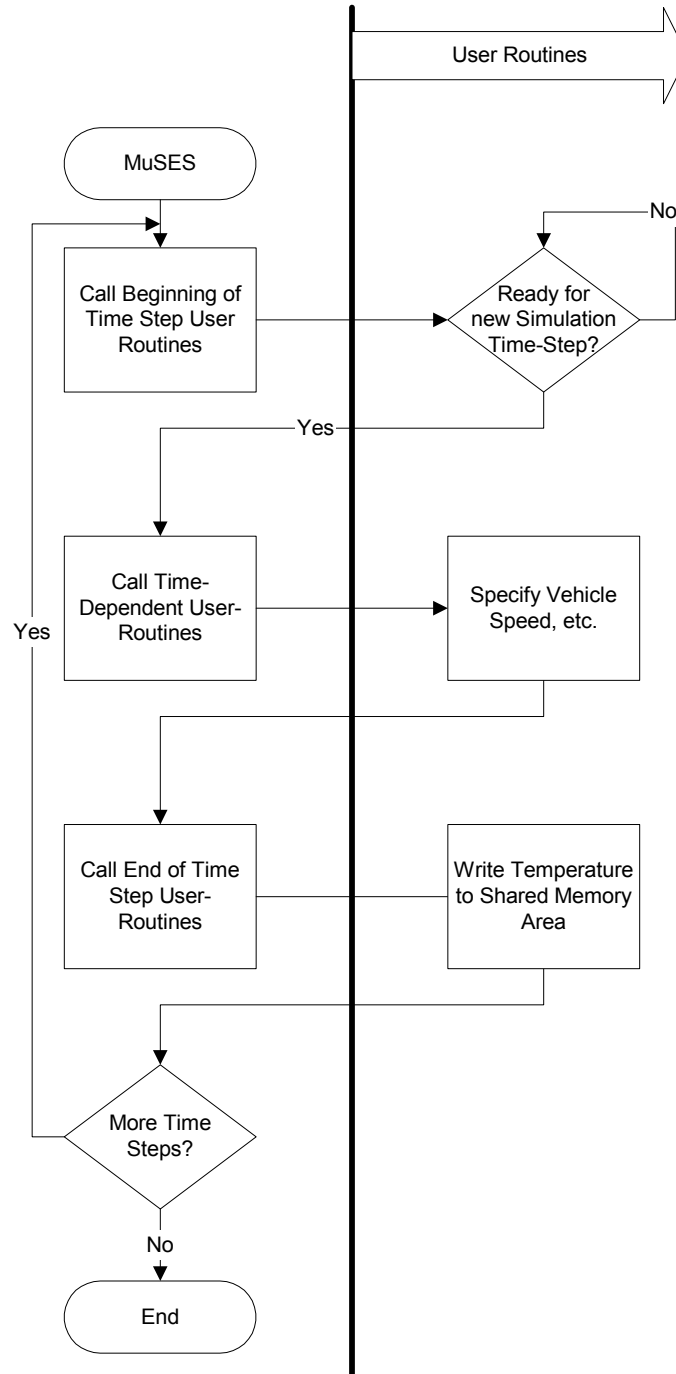 User Routines
MuSES
No
Call Beginning of
Time Step User
Routines
Ready for
new Simulation
Time-Step?
Yes
Call Time-
Dependent User-
Routines
Specify Vehicle
Speed, etc.
Yes
Call End of Time
Step User-
Routines
Write Temperature
to Shared Memory
Area
More Time
Steps?
No
End